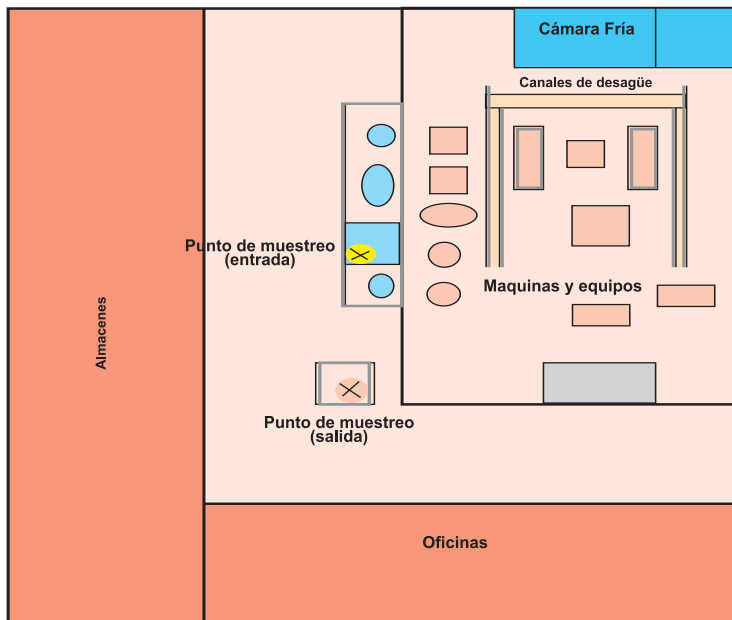 Cámara Fría
Canales de desagüe
Punto de muestreo
(entrada)
Maquinas y equipos
Almacenes
Punto de muestreo
(salida)
Oficinas